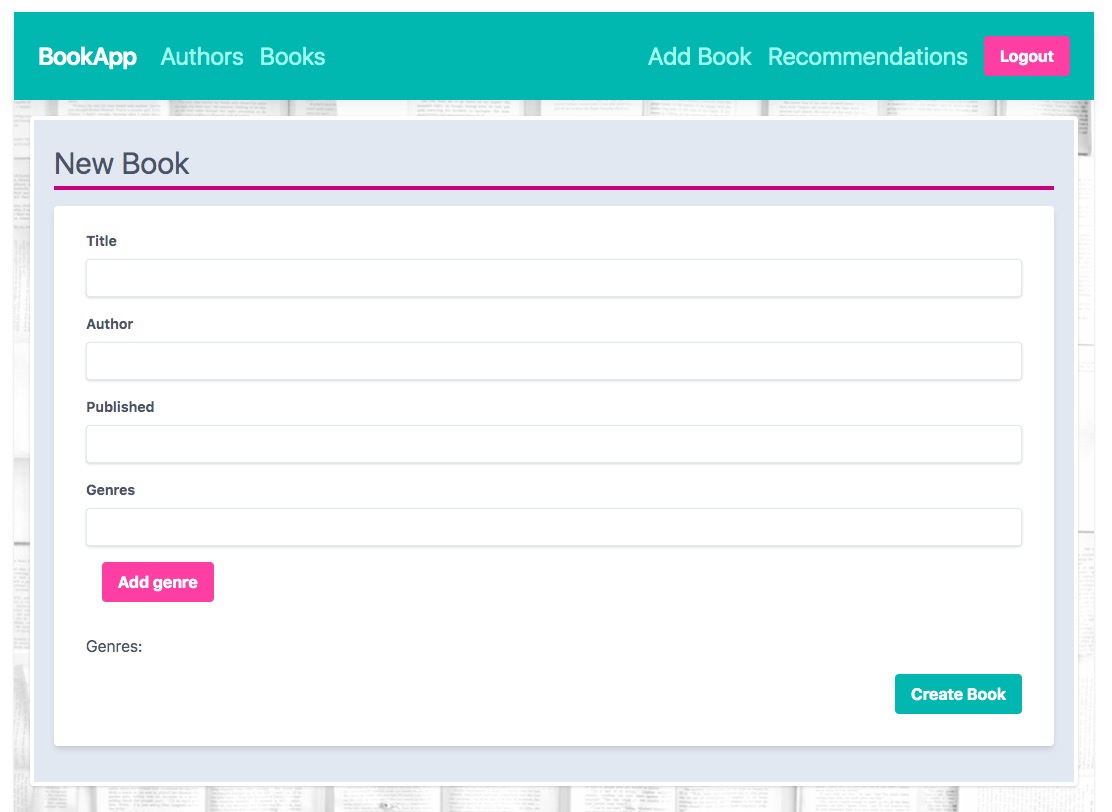 BookApp Authors Books Add Book Recommendations Logout
New Book
Title
Author
Published
Genres
Add genre
Genres:
Create Book